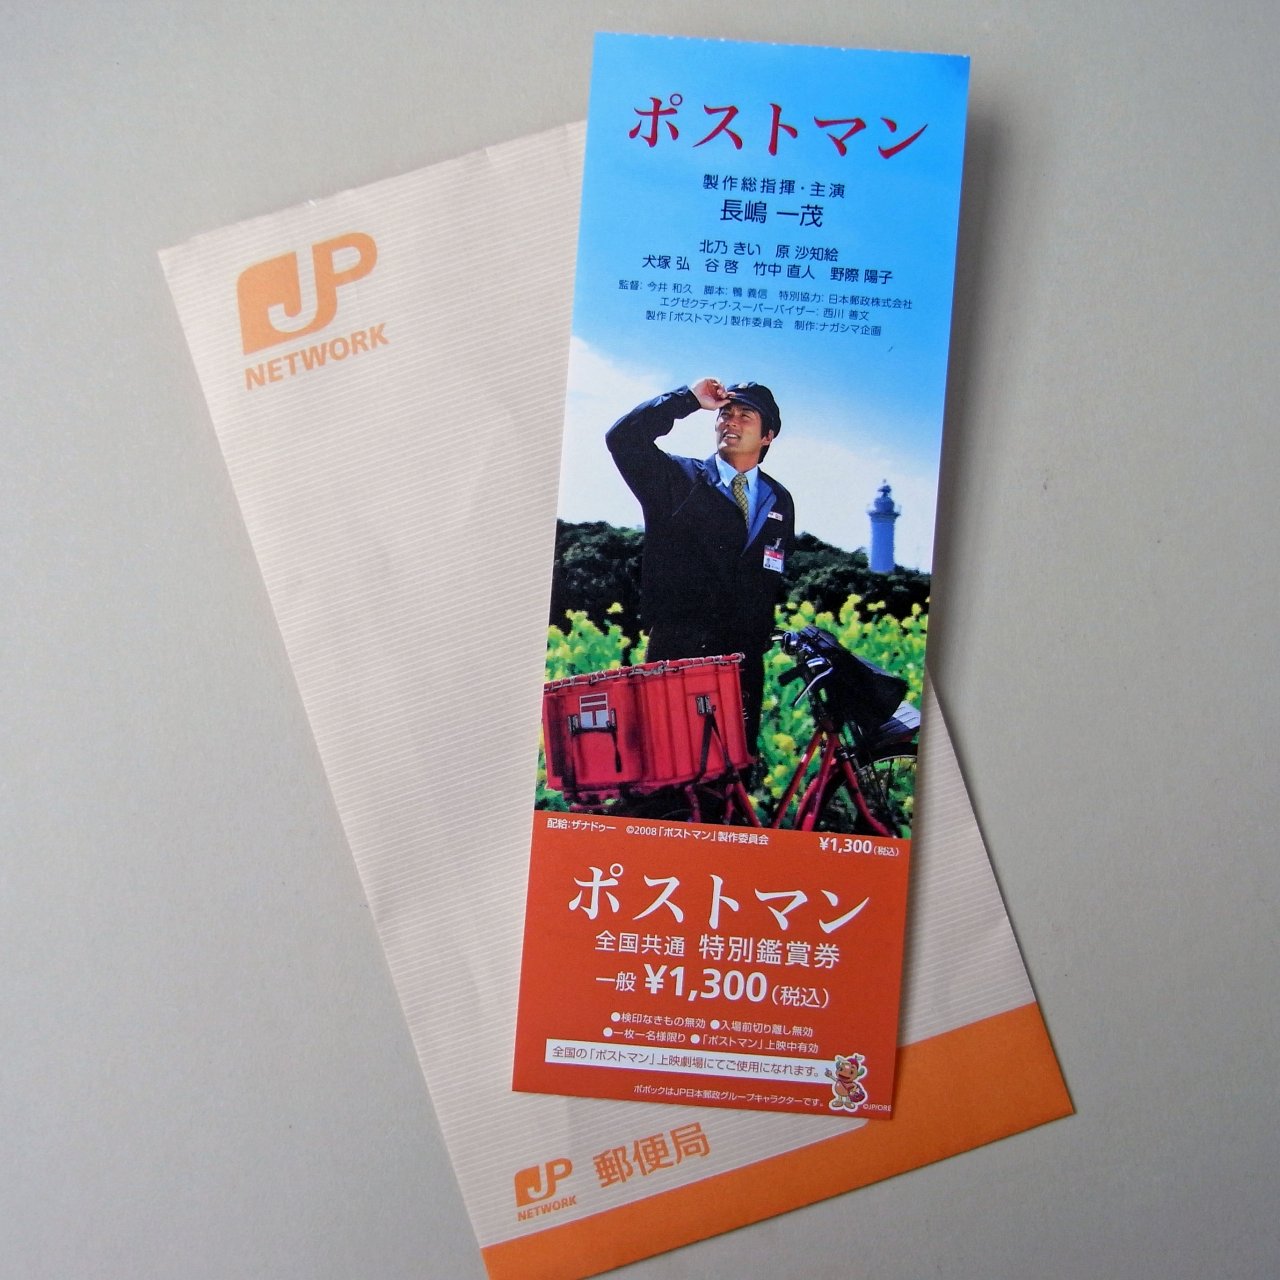 JP
NETWORK
ポストマン
製作総指揮・主演
長嶋 一茂
北乃 きい 原 沙知絵
犬塚 弘 谷 啓 竹中 直人 野際 陽子
監督: 今井 和久 脚本: 鴨 義信 特別協力: 日本郵政株式会社
エグゼクティブ・スーパーバイザー: 西川 善文
製作「ポストマン」製作委員会 制作:ナガシマ企画
配給:ザナドゥー ©2008「ポストマン」製作委員会 ¥1,300(税込)
ポストマン
全国共通 特別鑑賞券
一般 ¥1,300(税込)
●検印なきもの無効 ●入場前切り離し無効
●一枚一名様限り ●「ポストマン」上映中有効
全国の「ポストマン」上映劇場にてご使用になれます。
ポポックはJP日本郵政グループキャラクターです。
©JP/ORE
JP
NETWORK
郵便局